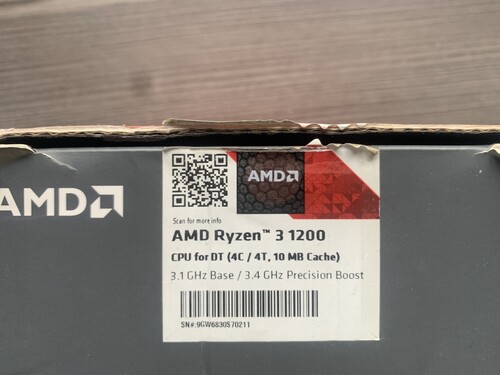 AMD
AMD
Scan for more info
AMD Ryzen™ 3 1200
CPU for DT (4C / 4T, 10 MB Cache)
3.1 GHz Base / 3.4 GHz Precision Boost
SN#:9GW6830S70211